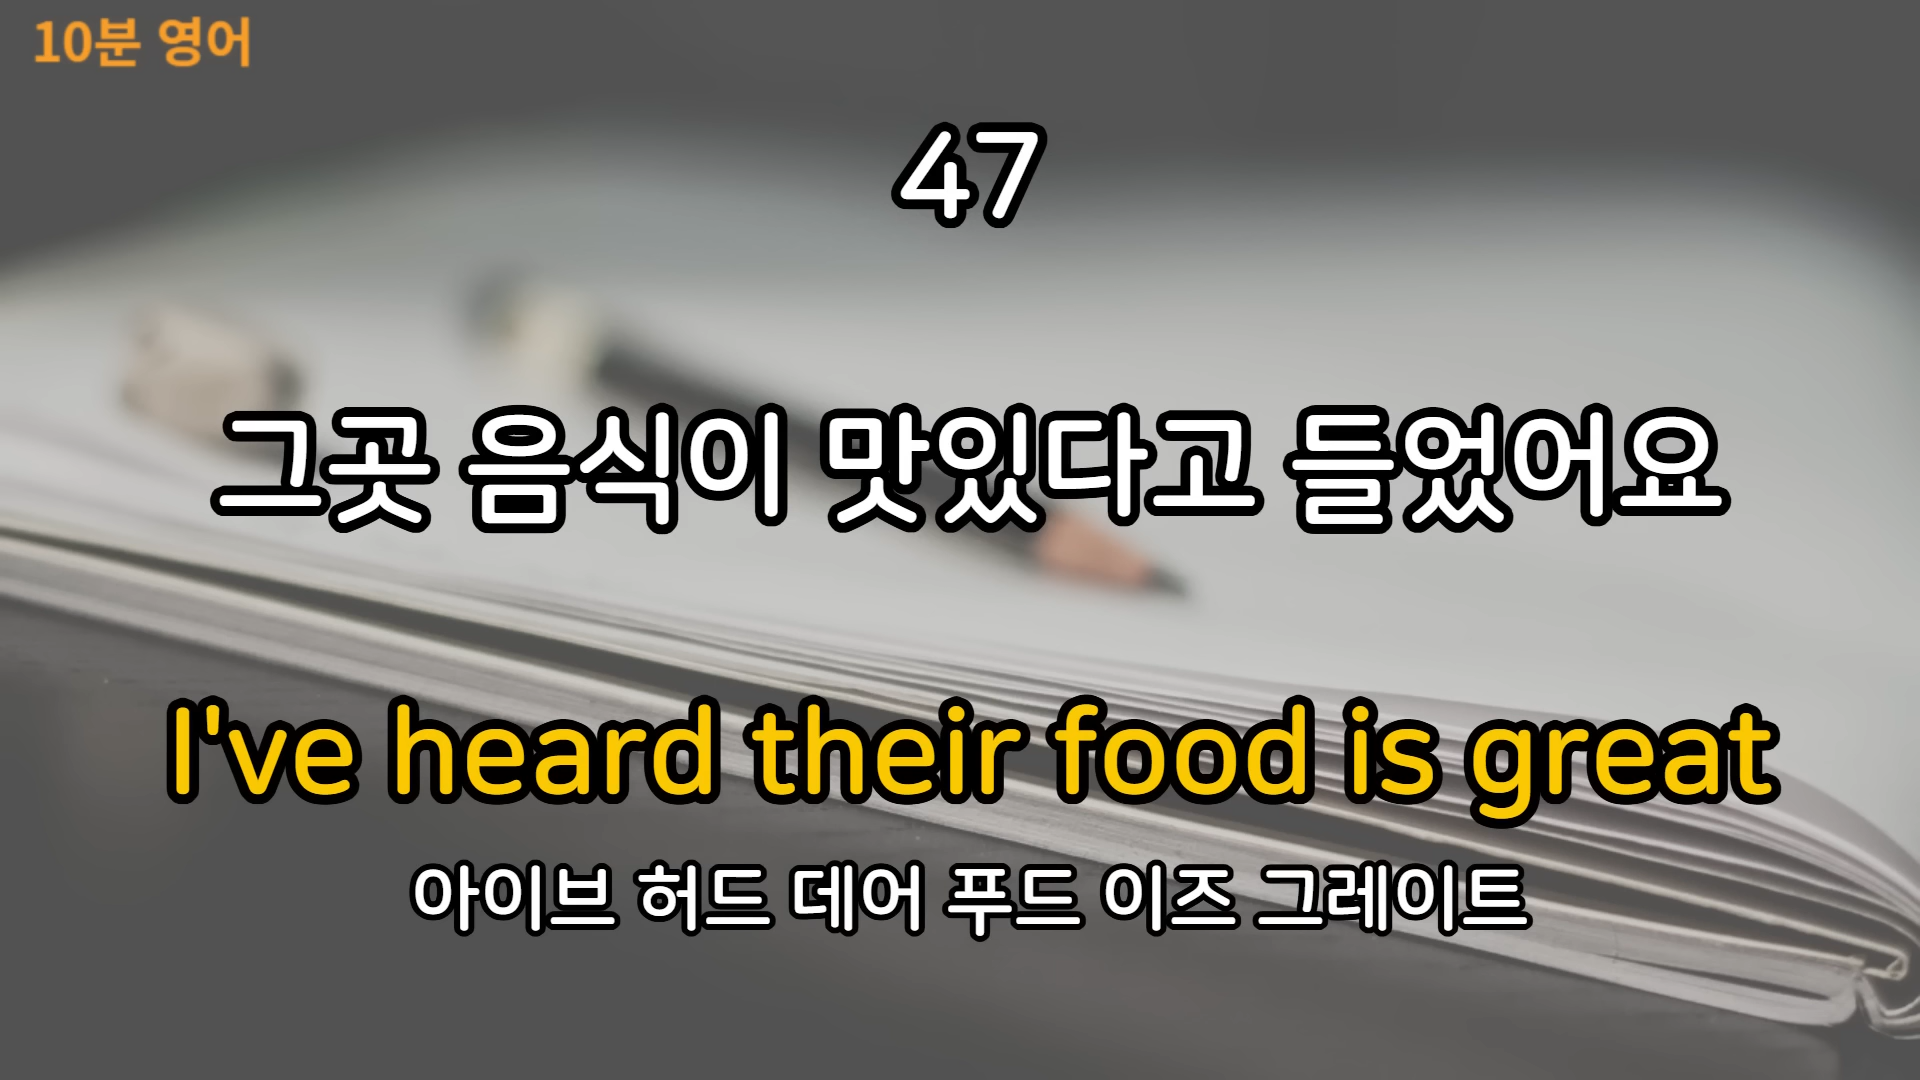 10분 영어
47
그곳 음식이 맛있다고 들었어요
I've heard their food is great
아이브 허드 데어 푸드 이즈 그레이트